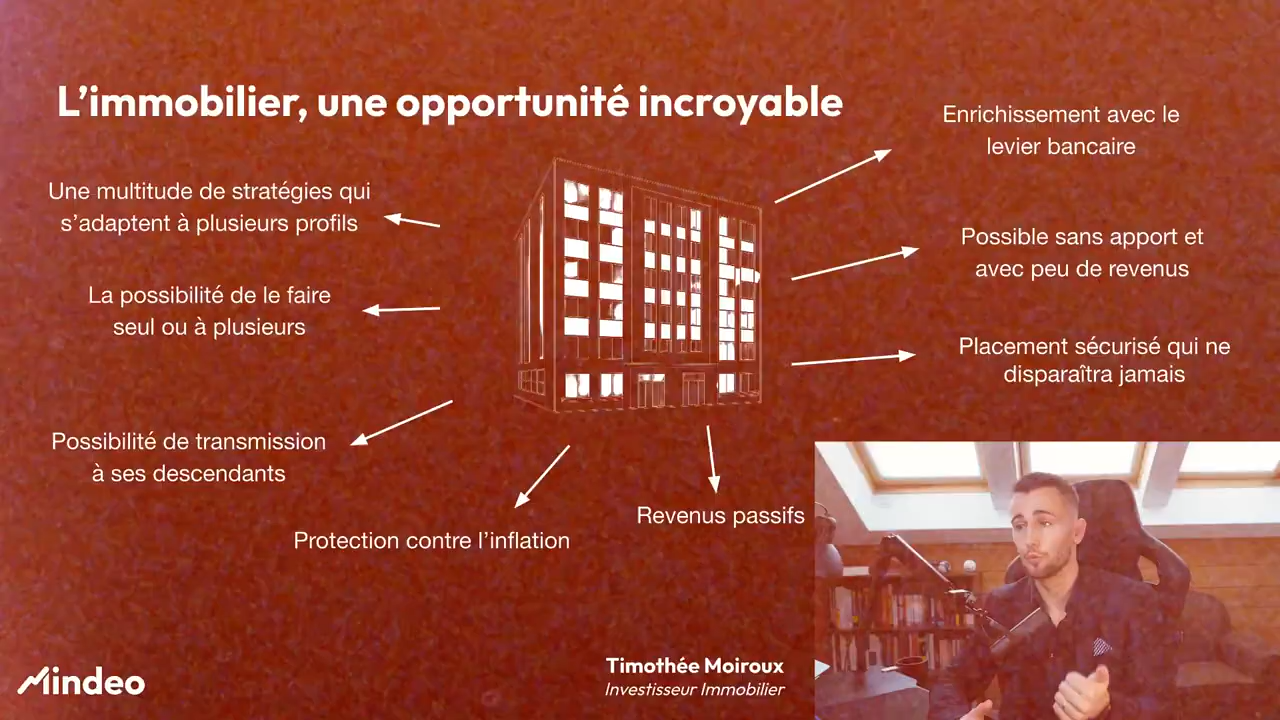 L’immobilier, une opportunité incroyable
Une multitude de stratégies qui
s’adaptent à plusieurs profils
La possibilité de le faire
seul ou à plusieurs
Possibilité de transmission
à ses descendants
Protection contre l’inflation
Revenus passifs
Enrichissement avec le
levier bancaire
Possible sans apport et
avec peu de revenus
Placement sécurisé qui ne
disparaîtra jamais
Mindeo
Timothée Moiroux
Investisseur Immobilier